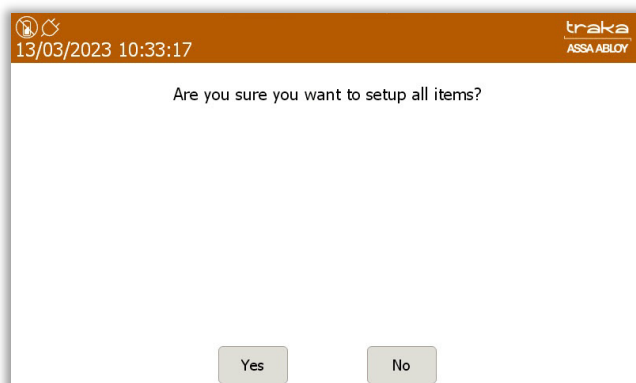 traka
13/03/2023 10:33:17
ASSA ABLOY
Are you sure you want to setup all items?
Yes
No